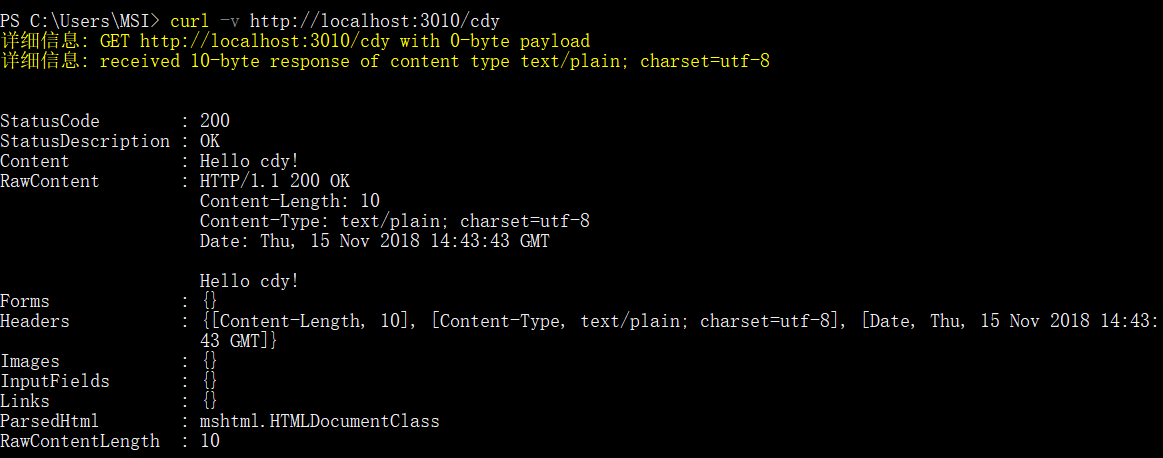 PS C:\Users\MSI> curl -v http://localhost:3010/cdy
详细信息: GET http://localhost:3010/cdy with 0-byte payload
详细信息: received 10-byte response of content type text/plain; charset=utf-8
StatusCode        : 200
StatusDescription : OK
Content           : Hello cdy!
RawContent        : HTTP/1.1 200 OK
                    Content-Length: 10
                    Content-Type: text/plain; charset=utf-8
                    Date: Thu, 15 Nov 2018 14:43:43 GMT
                    Hello cdy!
Forms             : {}
Headers           : {[Content-Length, 10], [Content-Type, text/plain; charset=utf-8], [Date, Thu, 15 Nov 2018 14:43:
                    43 GMT]}
Images            : {}
InputFields       : {}
Links             : {}
ParsedHtml        : mshtml.HTMLDocumentClass
RawContentLength  : 10